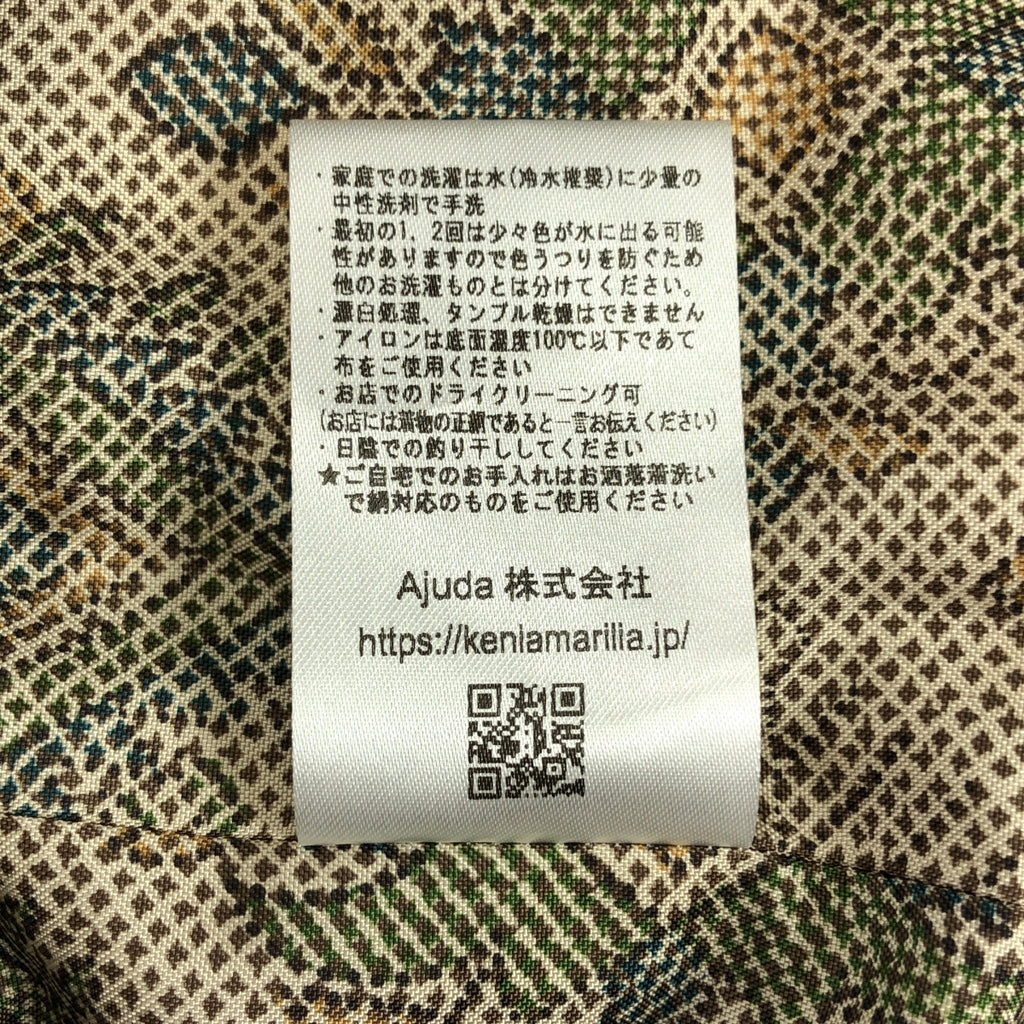 ・家庭での洗濯は水(冷水推奨)に少量の
中性洗剤で手洗
・最初の1，2回は少々色が水に出る可能
性がありますので色うつりを防ぐため
他のお洗濯ものとは分けてください。
・漂白処理、タンブル乾燥はできません
・アイロンは底面温度100℃以下であて
布をご使用ください
・お店でのドライクリーニング可
(お店には着物の正絹であると一言お伝えください)
・日陰での釣り干ししてください
★ご自宅でのお手入れはお洒落着洗い
で絹対応のものをご使用ください
Ajuda 株式会社
https://keniamarilia.jp/